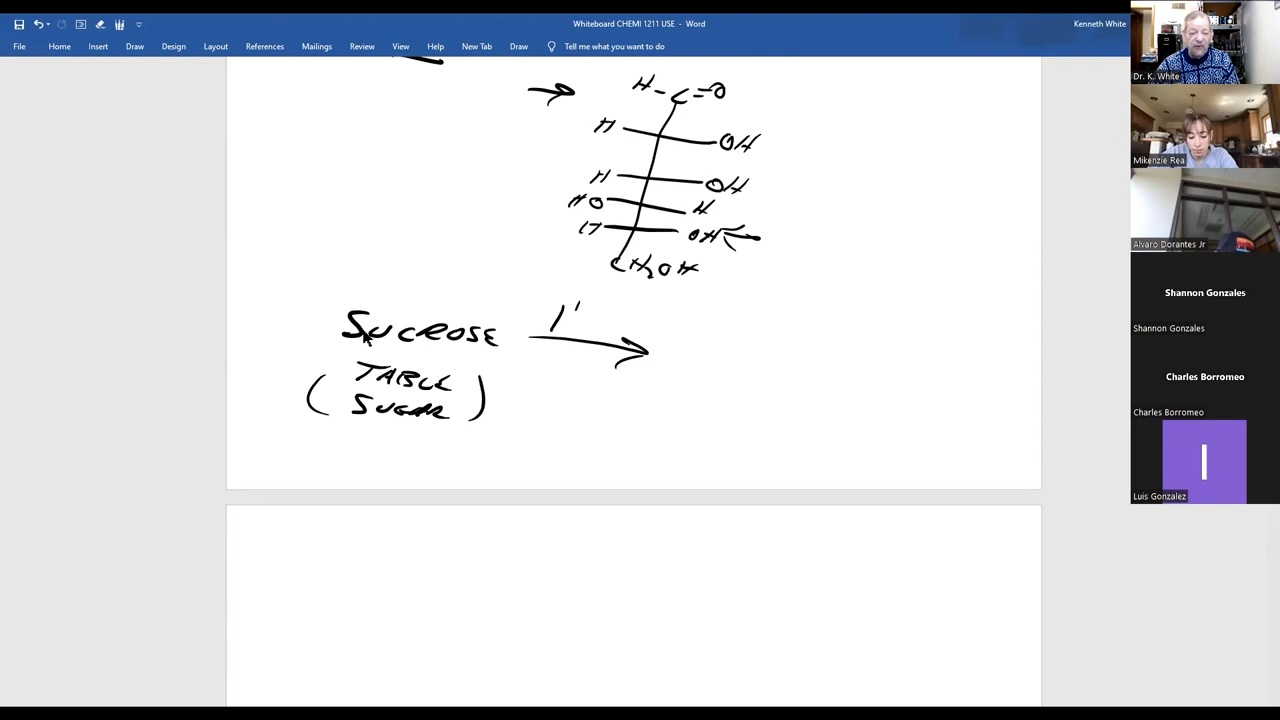 Whiteboard CHEMI 1211 USE - Word
Kenneth White
File Home Insert Draw Design Layout References Mailings Review View Help New Tab Draw Tell me what you want to do
H-C=O
H OH
H OH
HO H
H OH
CH2OH
SUCROSE
(TABLE
SUGAR)
Dr. K. White
Mikenzie Rea
Alvaro Dorantes Jr
Shannon Gonzales
Shannon Gonzales
Charles Borromeo
Charles Borromeo
I
Luis Gonzalez